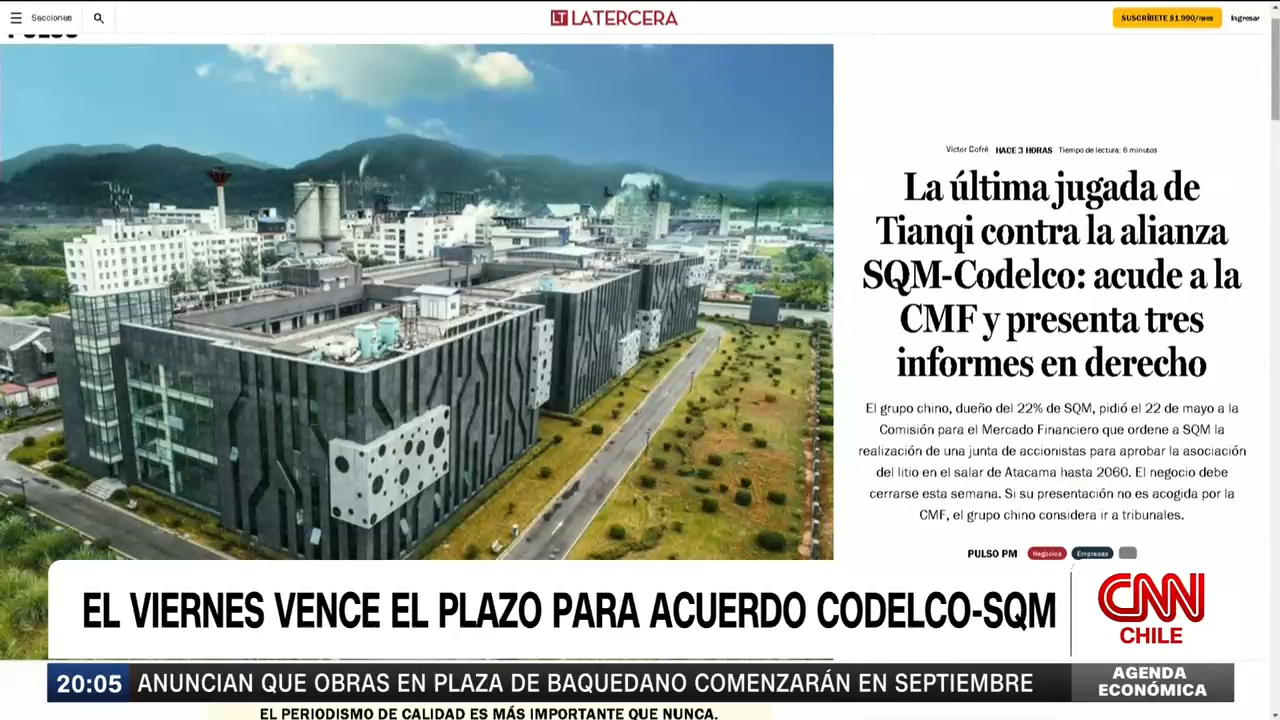 Secciones
LT LATERCERA
SUSCRÍBETE $1.990/mes
Ingresar
PULSO
Víctor Cofré HACE 3 HORAS Tiempo de lectura: 6 minutos
La última jugada de
Tianqi contra la alianza
SQM-Codelco: acude a la
CMF y presenta tres
informes en derecho
El grupo chino, dueño del 22% de SQM, pidió el 22 de mayo a la
Comisión para el Mercado Financiero que ordene a SQM la
realización de una junta de accionistas para aprobar la asociación
del litio en el salar de Atacama hasta 2060. El negocio debe
cerrarse esta semana. Si su presentación no es acogida por la
CMF, el grupo chino considera ir a tribunales.
PULSO PM Negocios Empresas
EL VIERNES VENCE EL PLAZO PARA ACUERDO CODELCO-SQM
CNN
CHILE
20:05 ANUNCIAN QUE OBRAS EN PLAZA DE BAQUEDANO COMENZARÁN EN SEPTIEMBRE
AGENDA
ECONÓMICA
EL PERIODISMO DE CALIDAD ES MÁS IMPORTANTE QUE NUNCA.